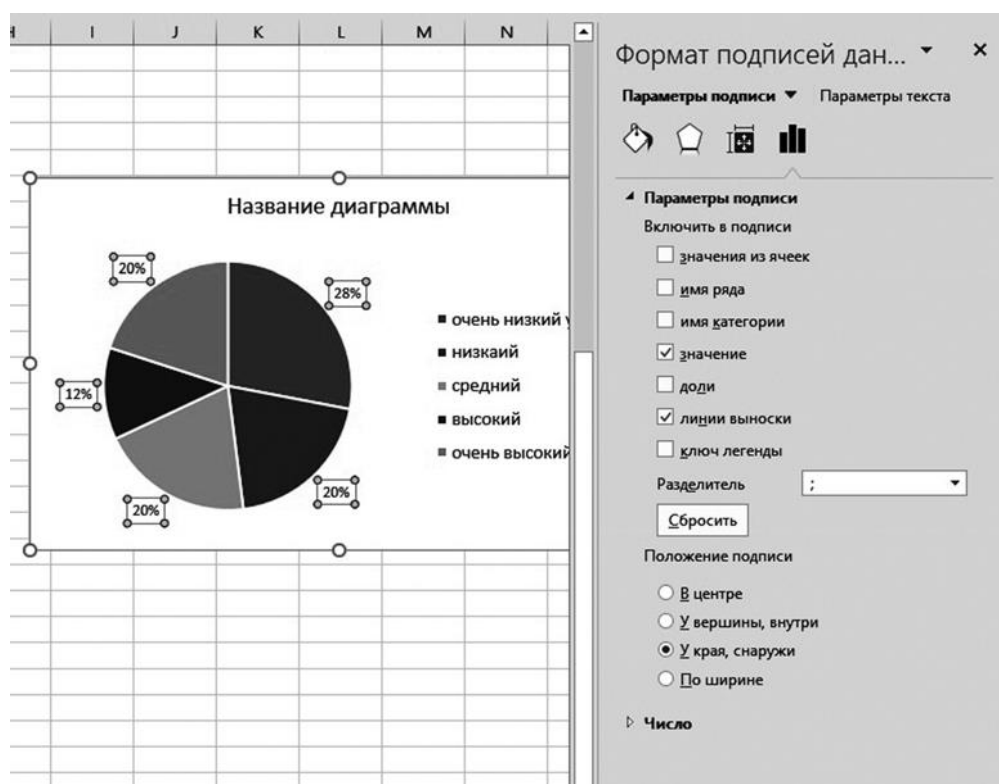 I J K L M N
Формат подписей дан...
Параметры подписи Параметры текста
Название диаграммы
20%
28%
12%
20%
20%
очень низкий
низкаий
средний
высокий
очень высокий
Параметры подписи
Включить в подписи
значения из ячеек
имя ряда
имя категории
значение
доли
линии выноски
ключ легенды
Разделитель ;
Сбросить
Положение подписи
В центре
У вершины, внутри
У края, снаружи
По ширине
Число